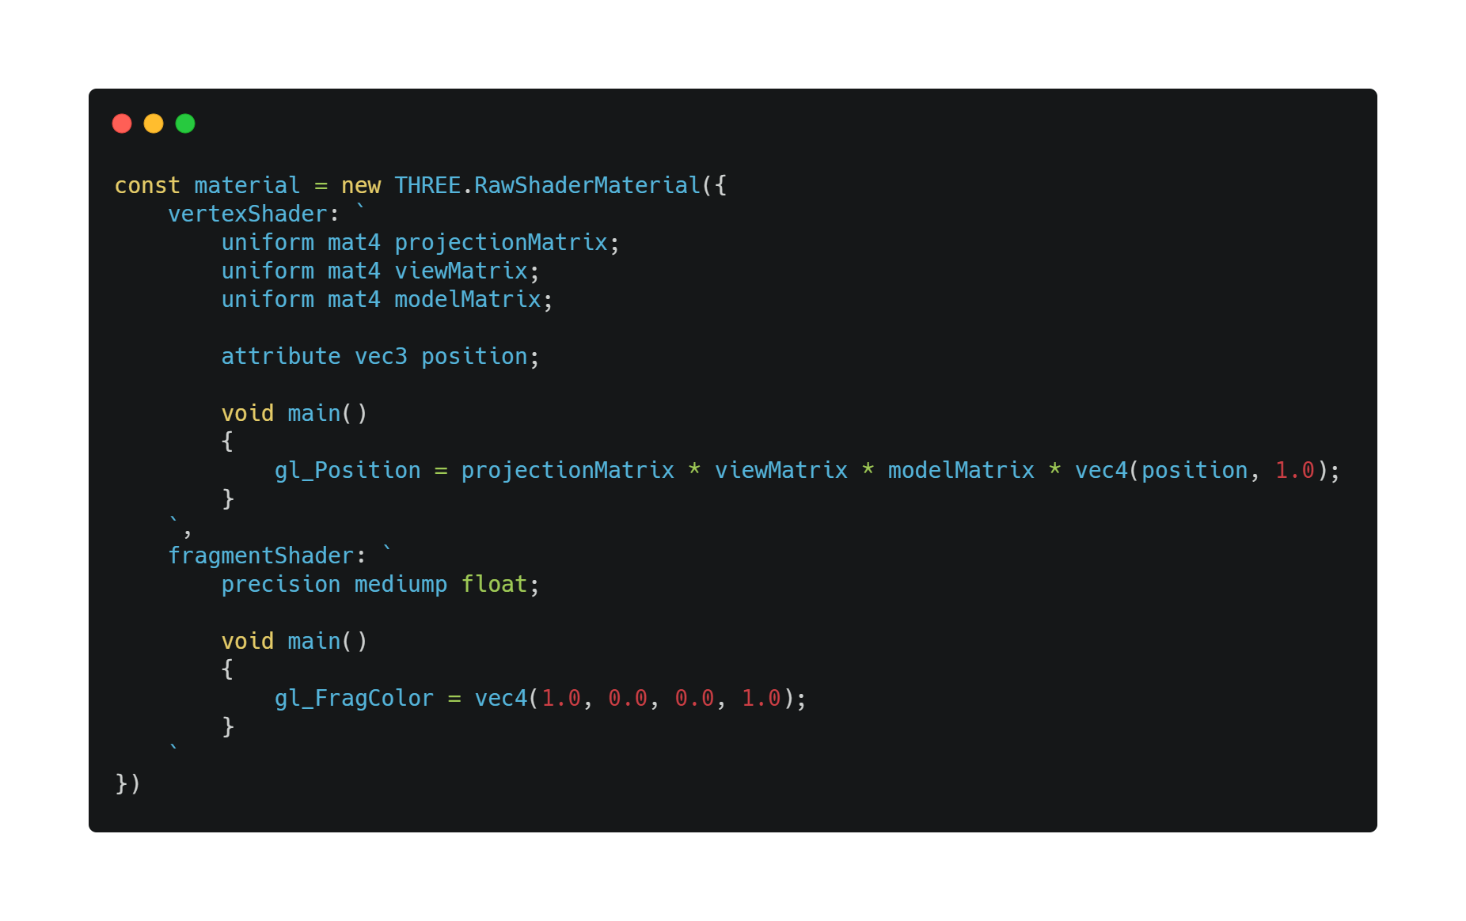 const material = new THREE.RawShaderMaterial({
    vertexShader: `
        uniform mat4 projectionMatrix;
        uniform mat4 viewMatrix;
        uniform mat4 modelMatrix;

        attribute vec3 position;

        void main()
        {
            gl_Position = projectionMatrix * viewMatrix * modelMatrix * vec4(position, 1.0);
        }
    `,
    fragmentShader: `
        precision mediump float;

        void main()
        {
            gl_FragColor = vec4(1.0, 0.0, 0.0, 1.0);
        }
    `
})